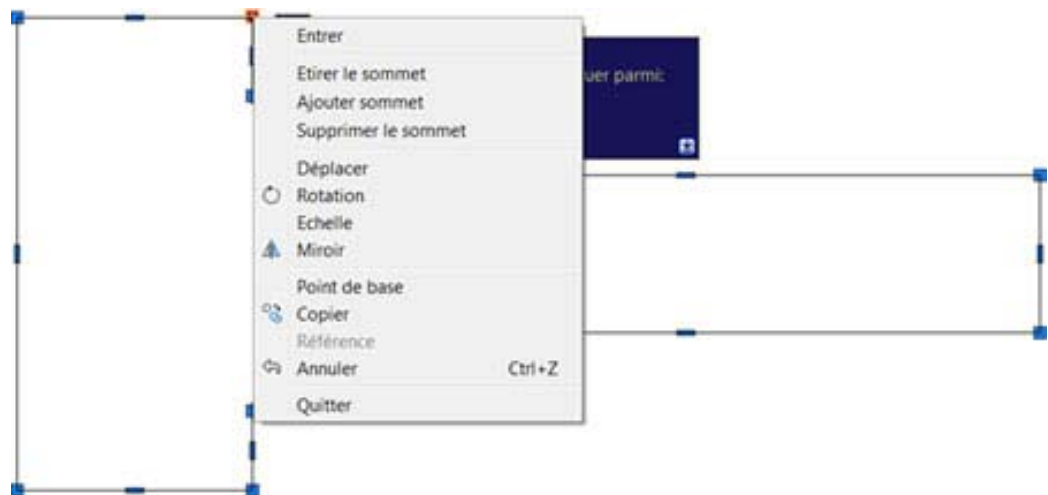 Entrer
Etirer le sommet
uer parmi:
Ajouter sommet
Supprimer le sommet
Déplacer
Rotation
Echelle
Miroir
Point de base
Copier
Référence
Annuler Ctrl+Z
Quitter